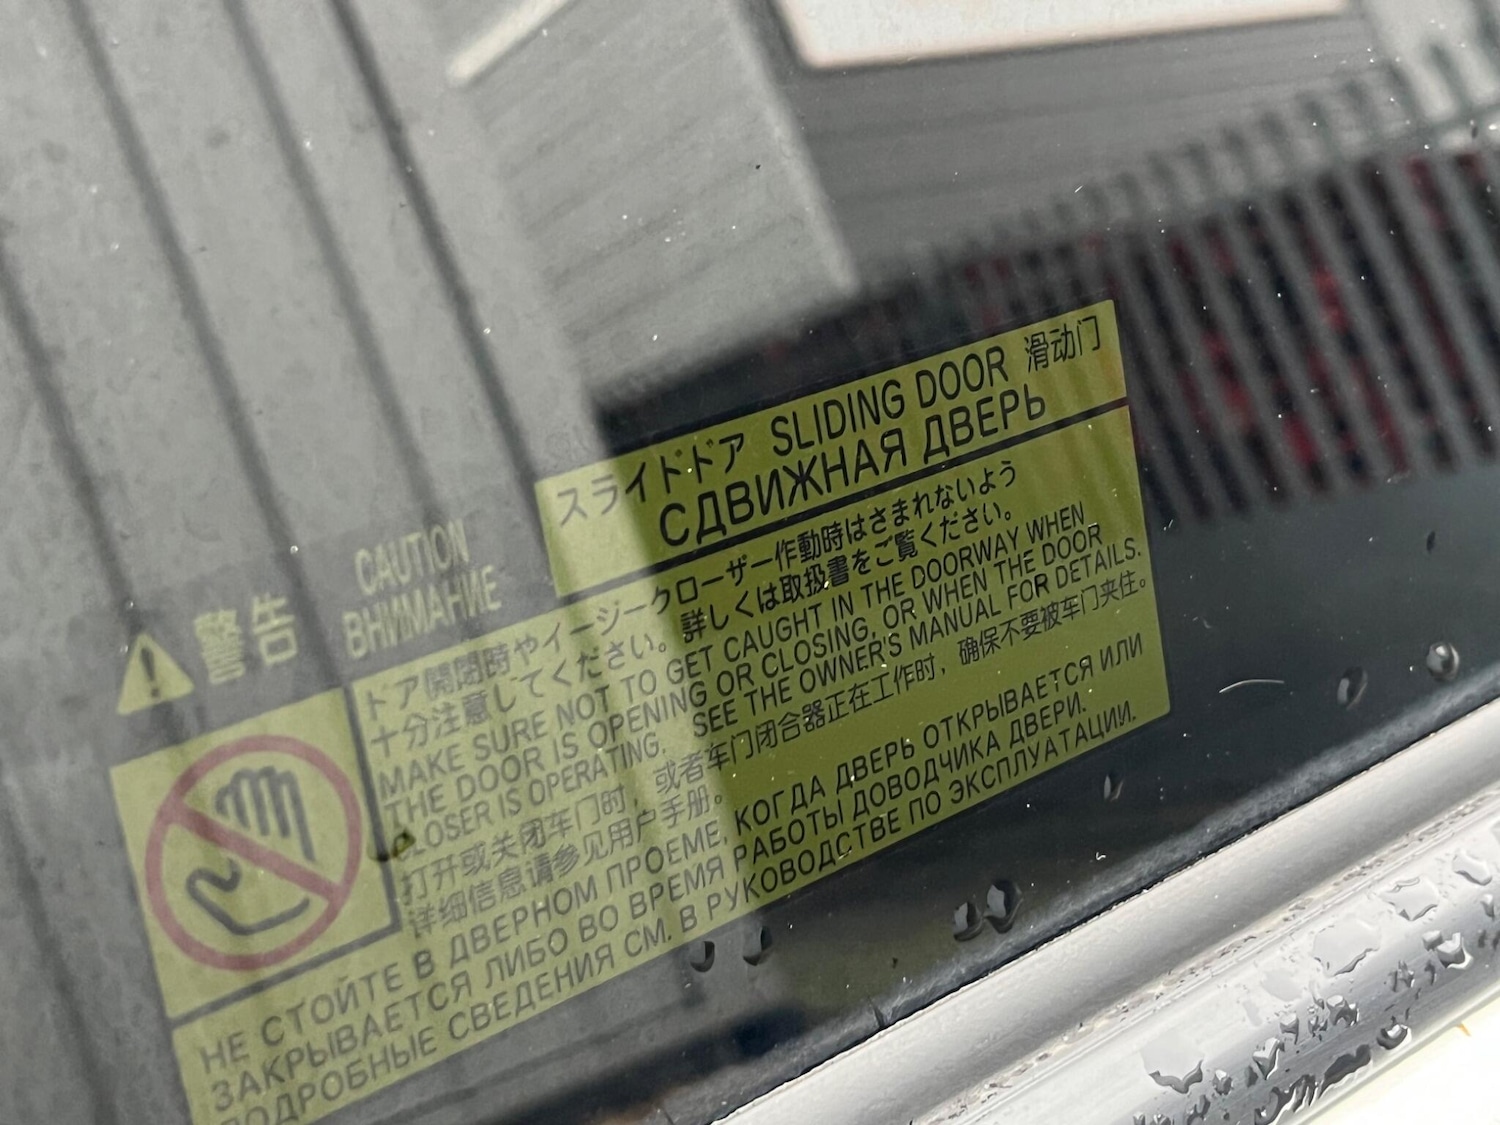 警告 CAUTION
ВНИМАНИЕ
スライドドア SLIDING DOOR 滑动门
СДВИЖНАЯ ДВЕРЬ
ドア開閉時やイージークローザー作動時はさまれないよう
十分注意してください。詳しくは取扱書をご覧ください。
MAKE SURE NOT TO GET CAUGHT IN THE DOORWAY WHEN
THE DOOR IS OPENING OR CLOSING, OR WHEN THE DOOR
CLOSER IS OPERATING. SEE THE OWNER'S MANUAL FOR DETAILS.
打开或关闭车门时，或者车门闭合器正在工作时，确保不要被车门夹住。
详细信息请参见用户手册。
НЕ СТОЙТЕ В ДВЕРНОМ ПРОЕМЕ, КОГДА ДВЕРЬ ОТКРЫВАЕТСЯ ИЛИ
ЗАКРЫВАЕТСЯ ЛИБО ВО ВРЕМЯ РАБОТЫ ДОВОДЧИКА ДВЕРИ.
ПОДРОБНЫЕ СВЕДЕНИЯ СМ. В РУКОВОДСТВЕ ПО ЭКСПЛУАТАЦИИ.